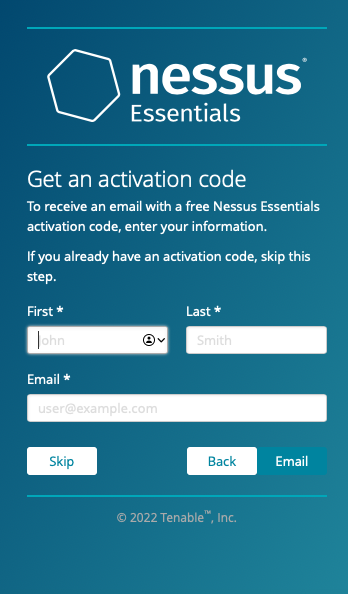 nessus®
Essentials
Get an activation code
To receive an email with a free Nessus Essentials
activation code, enter your information.
If you already have an activation code, skip this
step.
First *
Last *
John
Smith
Email *
user@example.com
Skip
Back
Email
© 2022 Tenable™, Inc.